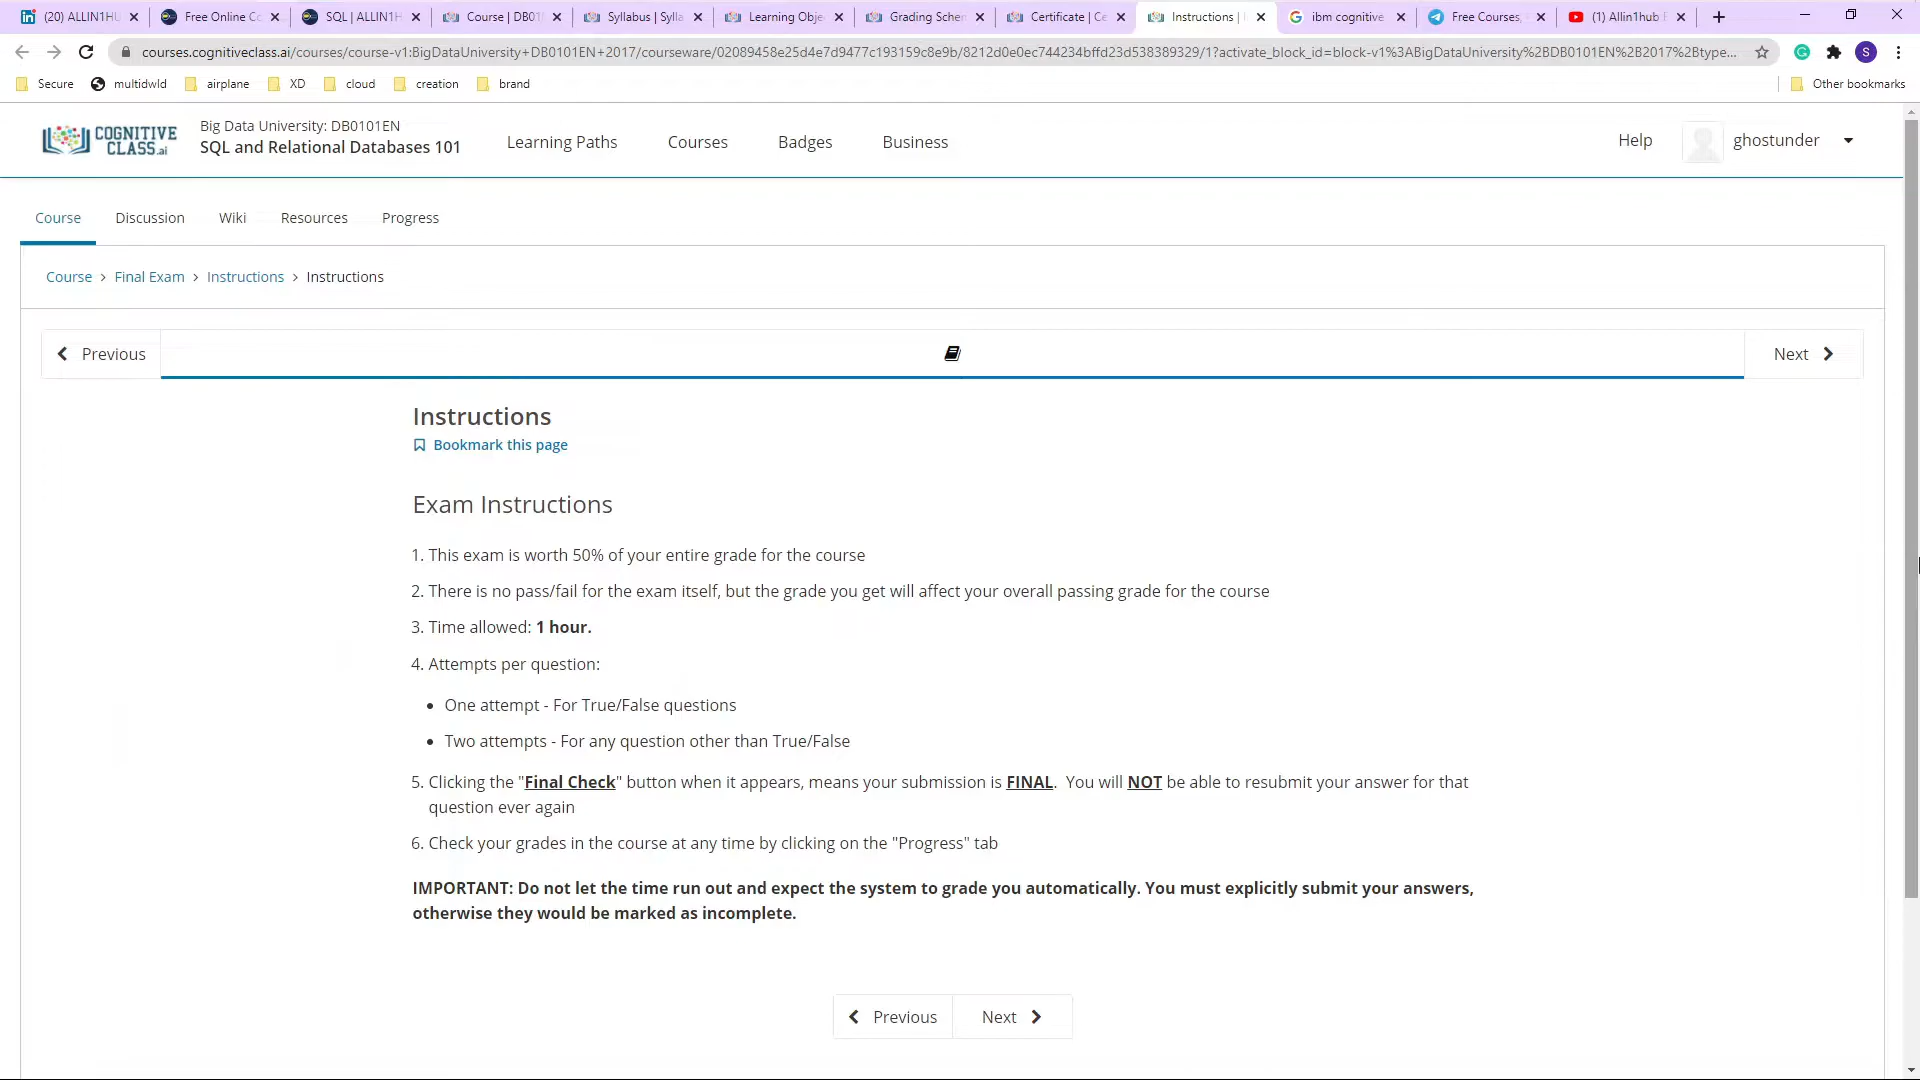 (20) ALLIN1HU
Free Online Co
SQL | ALLIN1H
Course | DB01
Syllabus | Sylla
Learning Obje
Grading Schem
Certificate | Ce
Instructions |
ibm cognitive
Free Courses,
(1) Allin1hub
courses.cognitiveclass.ai/courses/course-v1:BigDataUniversity+DB0101EN+2017/courseware/02089458e25d4e7d9477c193159c8e9b/8212d0e0ec744234bffd23d538389329/1?activate_block_id=block-v1%3ABigDataUniversity%2BDB0101EN%2B2017%2Btype...
S
Secure
multidwld
airplane
XD
cloud
creation
brand
Other bookmarks
COGNITIVE CLASS.ai
Big Data University: DB0101EN
SQL and Relational Databases 101
Learning Paths
Courses
Badges
Business
Help
ghostunder
Course
Discussion
Wiki
Resources
Progress
Course > Final Exam > Instructions > Instructions
Previous
Next
Instructions
Bookmark this page
Exam Instructions
1. This exam is worth 50% of your entire grade for the course
2. There is no pass/fail for the exam itself, but the grade you get will affect your overall passing grade for the course
3. Time allowed: 1 hour.
4. Attempts per question:
• One attempt - For True/False questions
• Two attempts - For any question other than True/False
5. Clicking the "Final Check" button when it appears, means your submission is FINAL. You will NOT be able to resubmit your answer for that
question ever again
6. Check your grades in the course at any time by clicking on the "Progress" tab
IMPORTANT: Do not let the time run out and expect the system to grade you automatically. You must explicitly submit your answers,
otherwise they would be marked as incomplete.
Previous
Next